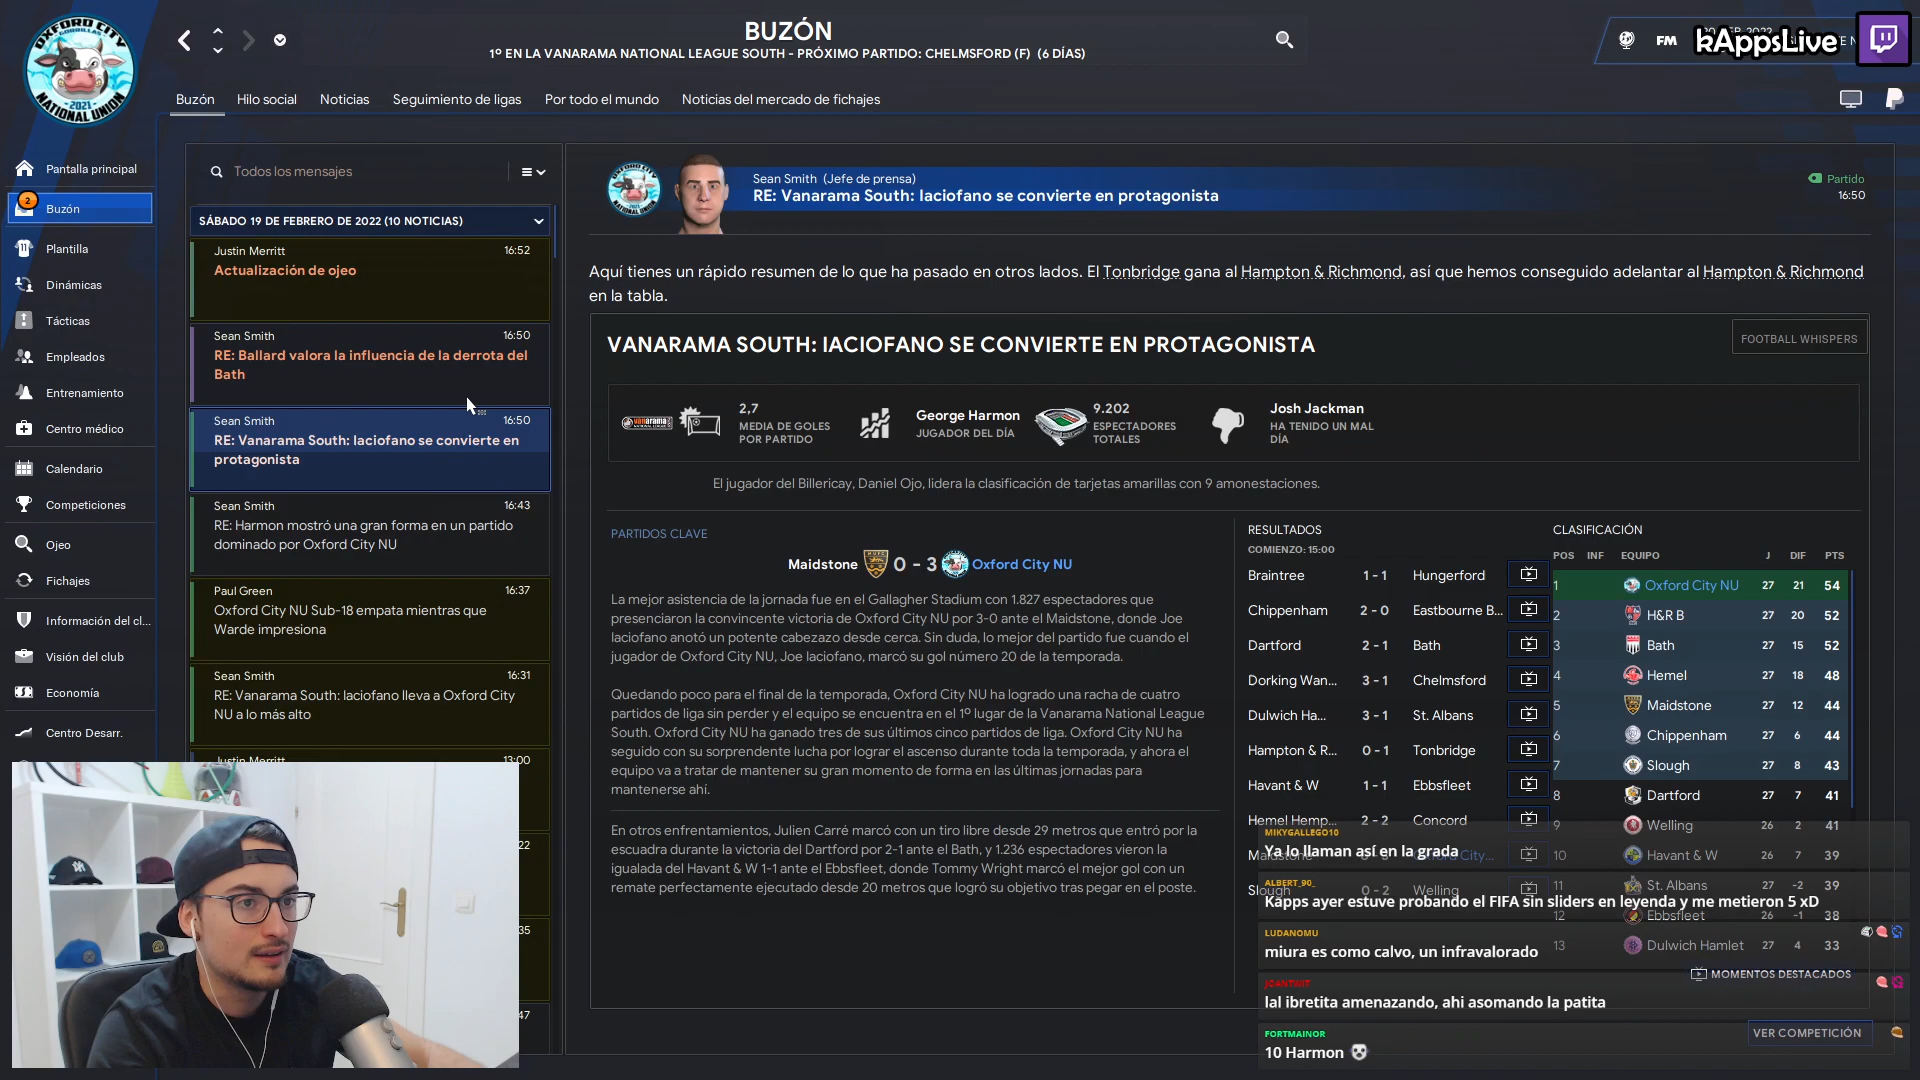 OXFORD CITY
GORRILLAS
2021
NATIONAL UNION
BUZÓN
1º EN LA VANARAMA NATIONAL LEAGUE SOUTH - PRÓXIMO PARTIDO: CHELMSFORD (F) (6 DÍAS)
FM
kAppsLive
Buzón
Hilo social
Noticias
Seguimiento de ligas
Por todo el mundo
Noticias del mercado de fichajes
Pantalla principal
2
Buzón
Plantilla
Dinámicas
Tácticas
Empleados
Entrenamiento
Centro médico
Calendario
Competiciones
Ojeo
Fichajes
Información del cl...
Visión del club
Economía
Centro Desarr.
Todos los mensajes
SÁBADO 19 DE FEBRERO DE 2022 (10 NOTICIAS)
Justin Merritt 16:52
Actualización de ojeo
Sean Smith 16:50
RE: Ballard valora la influencia de la derrota del
Bath
Sean Smith 16:50
RE: Vanarama South: Iaciofano se convierte en
protagonista
Sean Smith 16:43
RE: Harmon mostró una gran forma en un partido
dominado por Oxford City NU
Paul Green 16:37
Oxford City NU Sub-18 empata mientras que
Warde impresiona
Sean Smith 16:31
RE: Vanarama South: Iaciofano lleva a Oxford City
NU a lo más alto
Justin Merritt 13:00
22
35
47
Sean Smith (Jefe de prensa)
RE: Vanarama South: Iaciofano se convierte en protagonista
Partido
16:50
Aquí tienes un rápido resumen de lo que ha pasado en otros lados. El Tonbridge gana al Hampton & Richmond, así que hemos conseguido adelantar al Hampton & Richmond
en la tabla.
VANARAMA SOUTH: IACIOFANO SE CONVIERTE EN PROTAGONISTA
FOOTBALL WHISPERS
vanarama
2,7
MEDIA DE GOLES
POR PARTIDO
George Harmon
JUGADOR DEL DÍA
9.202
ESPECTADORES
TOTALES
Josh Jackman
HA TENIDO UN MAL
DÍA
El jugador del Billericay, Daniel Ojo, lidera la clasificación de tarjetas amarillas con 9 amonestaciones.
PARTIDOS CLAVE
Maidstone 0 - 3 Oxford City NU
La mejor asistencia de la jornada fue en el Gallagher Stadium con 1.827 espectadores que
presenciaron la convincente victoria de Oxford City NU por 3-0 ante el Maidstone, donde Joe
Iaciofano anotó un potente cabezazo desde cerca. Sin duda, lo mejor del partido fue cuando el
jugador de Oxford City NU, Joe Iaciofano, marcó su gol número 20 de la temporada.
Quedando poco para el final de la temporada, Oxford City NU ha logrado una racha de cuatro
partidos de liga sin perder y el equipo se encuentra en el 1º lugar de la Vanarama National League
South. Oxford City NU ha ganado tres de sus últimos cinco partidos de liga. Oxford City NU ha
seguido con su sorprendente lucha por lograr el ascenso durante toda la temporada, y ahora el
equipo va a tratar de mantener su gran momento de forma en las últimas jornadas para
mantenerse ahí.
En otros enfrentamientos, Julien Carré marcó con un tiro libre desde 29 metros que entró por la
escuadra durante la victoria del Dartford por 2-1 ante el Bath, y 1.236 espectadores vieron la
igualada del Havant & W 1-1 ante el Ebbsfleet, donde Tommy Wright marcó el mejor gol con un
remate perfectamente ejecutado desde 20 metros que logró su objetivo tras pegar en el poste.
RESULTADOS
COMIENZO: 15:00
Braintree 1 - 1 Hungerford
Chippenham 2 - 0 Eastbourne B...
Dartford 2 - 1 Bath
Dorking Wan... 3 - 1 Chelmsford
Dulwich Ha... 3 - 1 St. Albans
Hampton & R... 0 - 1 Tonbridge
Havant & W 1 - 1 Ebbsfleet
Hemel Hemp... 2 - 2 Concord
Maidstone 0 - 3 Oxford City...
Slough 0 - 2 Welling
CLASIFICACIÓN
POS INF EQUIPO J DIF PTS
1 Oxford City NU 27 21 54
2 H&R B 27 20 52
3 Bath 27 15 52
4 Hemel 27 18 48
5 Maidstone 27 12 44
6 Chippenham 27 6 44
7 Slough 27 8 43
8 Dartford 27 7 41
9 Welling 26 2 41
10 Havant & W 26 7 39
11 St. Albans 27 -2 39
12 Ebbsfleet 26 -1 38
13 Dulwich Hamlet 27 4 33
MOMENTOS DESTACADOS
VER COMPETICIÓN
MIKYGALLEGO10
Ya lo llaman así en la grada
ALBERT_90_
Kapps ayer estuve probando el FIFA sin sliders en leyenda y me metieron 5 xD
LUDANOMU
miura es como calvo, un infravalorado
JOANTWIT
lal ibretita amenazando, ahi asomando la patita
FORTMAINOR
10 Harmon